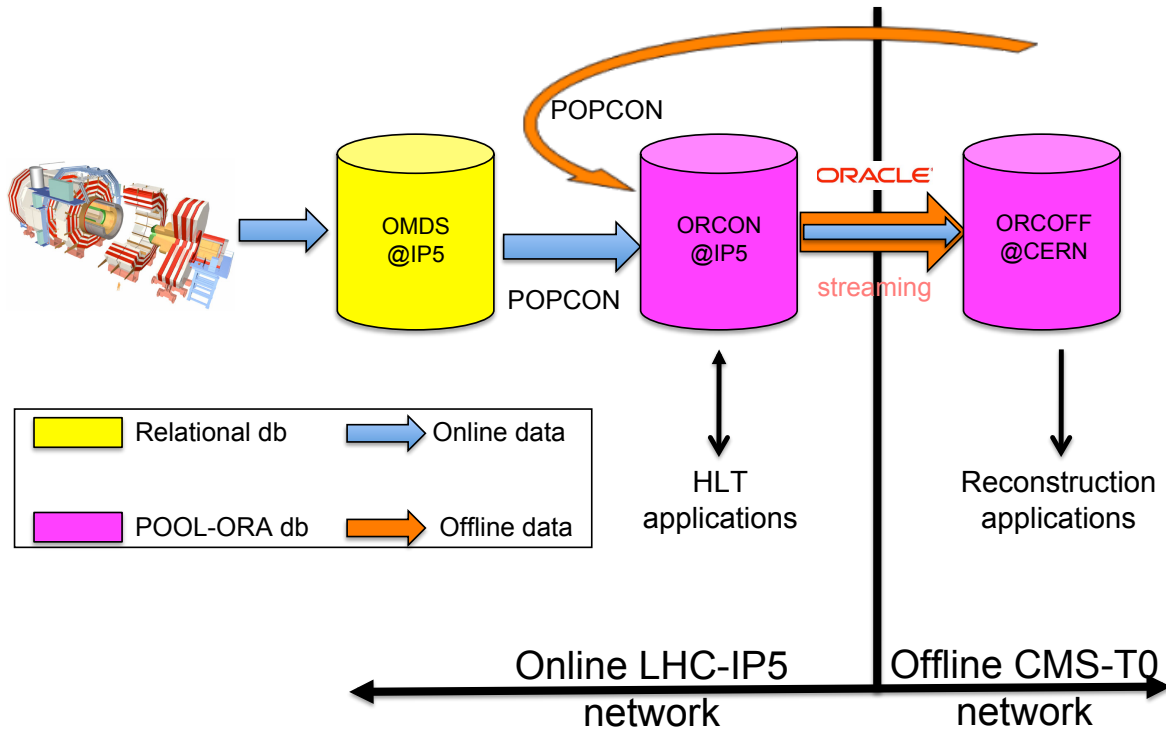 POPCON
ORACLE
OMDS
@IP5
ORCON
@IP5
ORCOFF
@CERN
POPCON
streaming
Relational db
Online data
POOL-ORA db
Offline data
HLT
applications
Reconstruction
applications
Online LHC-IP5
network
Offline CMS-T0
network